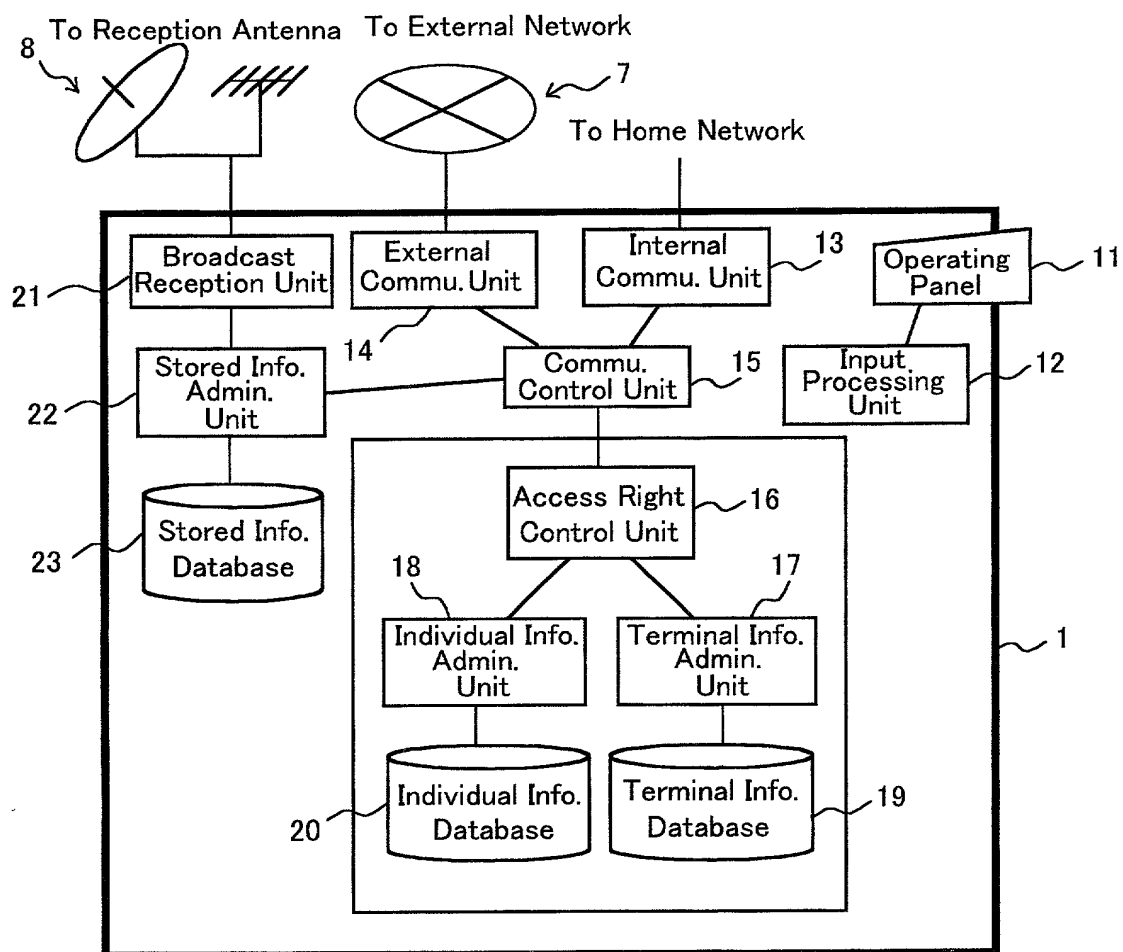 To Reception Antenna
To External Network
8
7
To Home Network
Broadcast
Reception Unit
21
External
Commu. Unit
14
Internal
Commu. Unit
13
Operating
Panel
11
Stored Info.
Admin.
Unit
22
Commu.
Control Unit
15
Input
Processing
Unit
12
Stored Info.
Database
23
Access Right
Control Unit
16
18
17
Individual Info.
Admin.
Unit
Terminal Info.
Admin.
Unit
1
Individual Info.
Database
20
Terminal Info.
Database
19